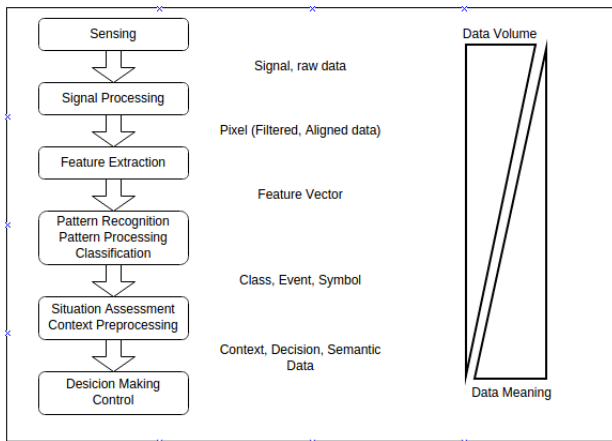 Sensing
Data Volume
Signal, raw data
Signal Processing
Pixel (Filtered, Aligned data)
Feature Extraction
Feature Vector
Pattern Recognition
Pattern Processing
Classification
Class, Event, Symbol
Situation Assessment
Context Preprocessing
Context, Decision, Semantic
Data
Desicion Making
Control
Data Meaning